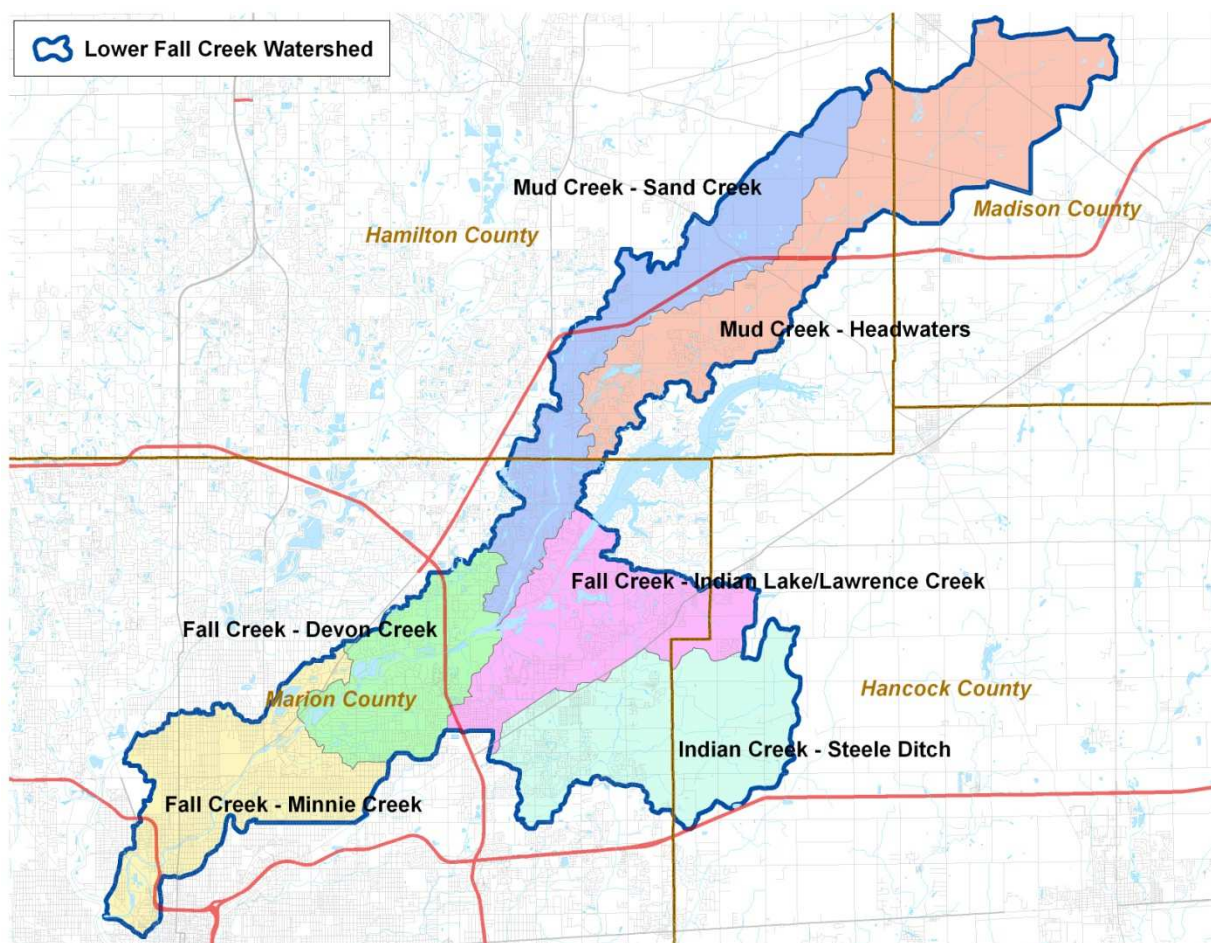 Lower Fall Creek Watershed
Mud Creek - Sand Creek
Madison County
Hamilton County
Mud Creek - Headwaters
Fall Creek - Indian Lake/Lawrence Creek
Fall Creek - Devon Creek
Marion County
Hancock County
Indian Creek - Steele Ditch
Fall Creek - Minnie Creek